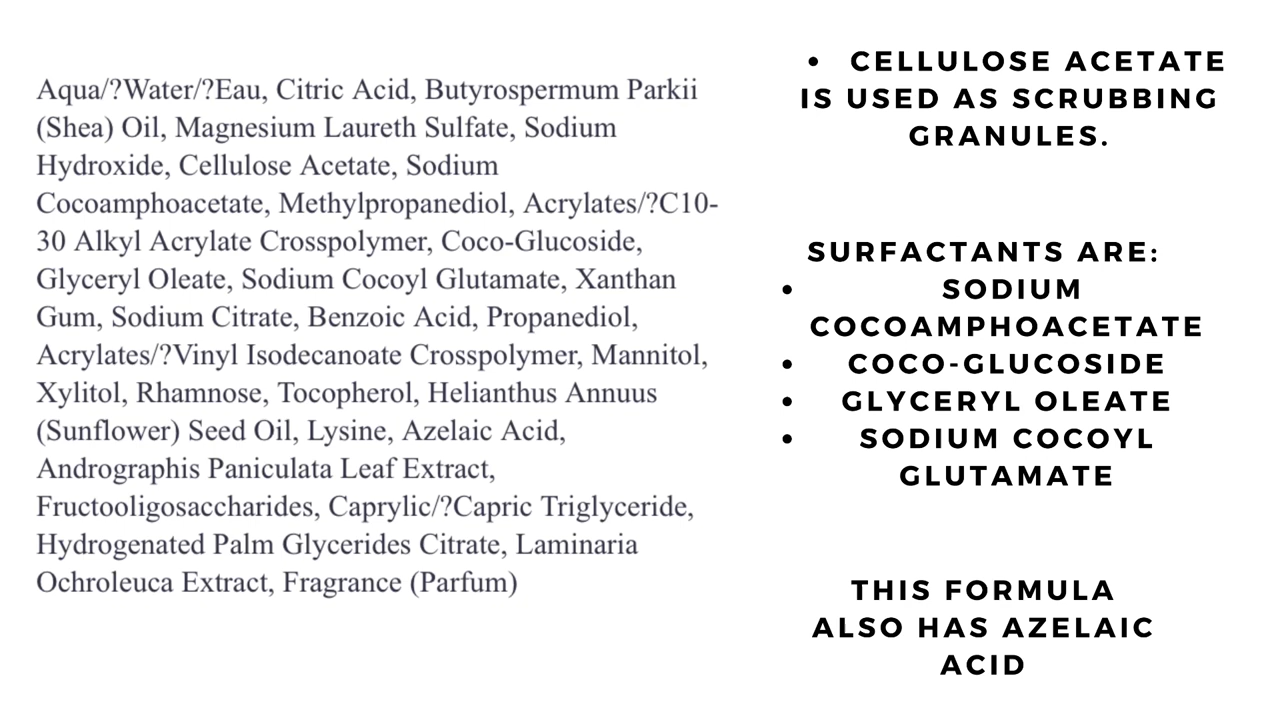 Aqua/?Water/?Eau, Citric Acid, Butyrospermum Parkii
(Shea) Oil, Magnesium Laureth Sulfate, Sodium
Hydroxide, Cellulose Acetate, Sodium
Cocoamphoacetate, Methylpropanediol, Acrylates/?C10-
30 Alkyl Acrylate Crosspolymer, Coco-Glucoside,
Glyceryl Oleate, Sodium Cocoyl Glutamate, Xanthan
Gum, Sodium Citrate, Benzoic Acid, Propanediol,
Acrylates/?Vinyl Isodecanoate Crosspolymer, Mannitol,
Xylitol, Rhamnose, Tocopherol, Helianthus Annuus
(Sunflower) Seed Oil, Lysine, Azelaic Acid,
Andrographis Paniculata Leaf Extract,
Fructooligosaccharides, Caprylic/?Capric Triglyceride,
Hydrogenated Palm Glycerides Citrate, Laminaria
Ochroleuca Extract, Fragrance (Parfum)
• CELLULOSE ACETATE
IS USED AS SCRUBBING
GRANULES.
SURFACTANTS ARE:
• SODIUM
COCOAMPHOACETATE
• COCO-GLUCOSIDE
• GLYCERYL OLEATE
• SODIUM COCOYL
GLUTAMATE
THIS FORMULA
ALSO HAS AZELAIC
ACID